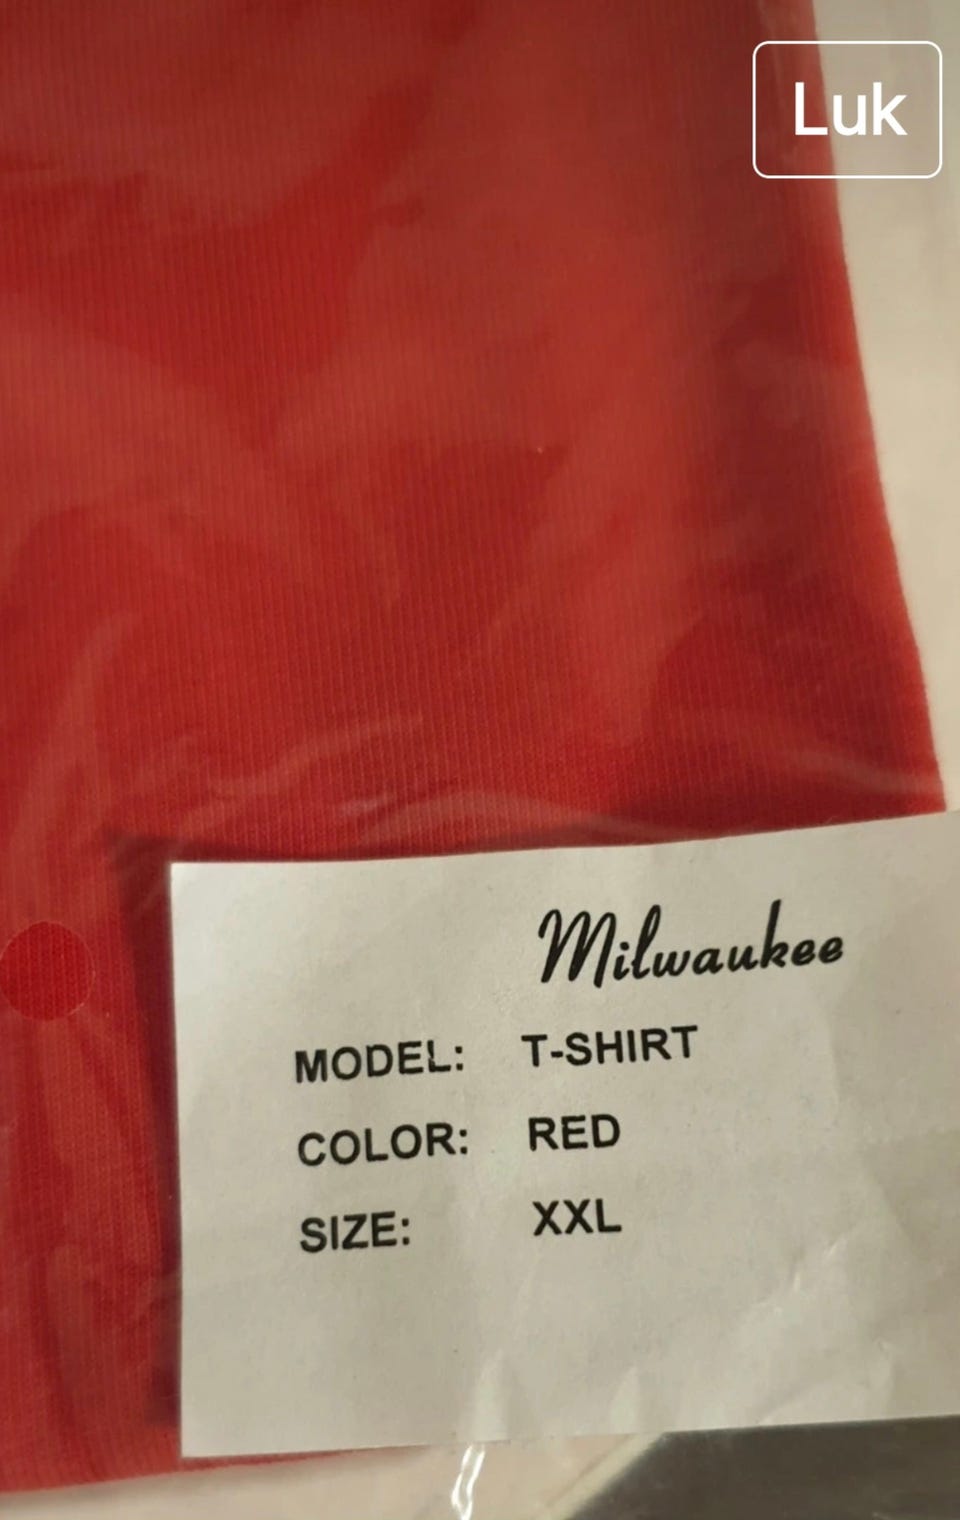 Luk
Milwaukee
MODEL: T-SHIRT
COLOR: RED
SIZE: XXL